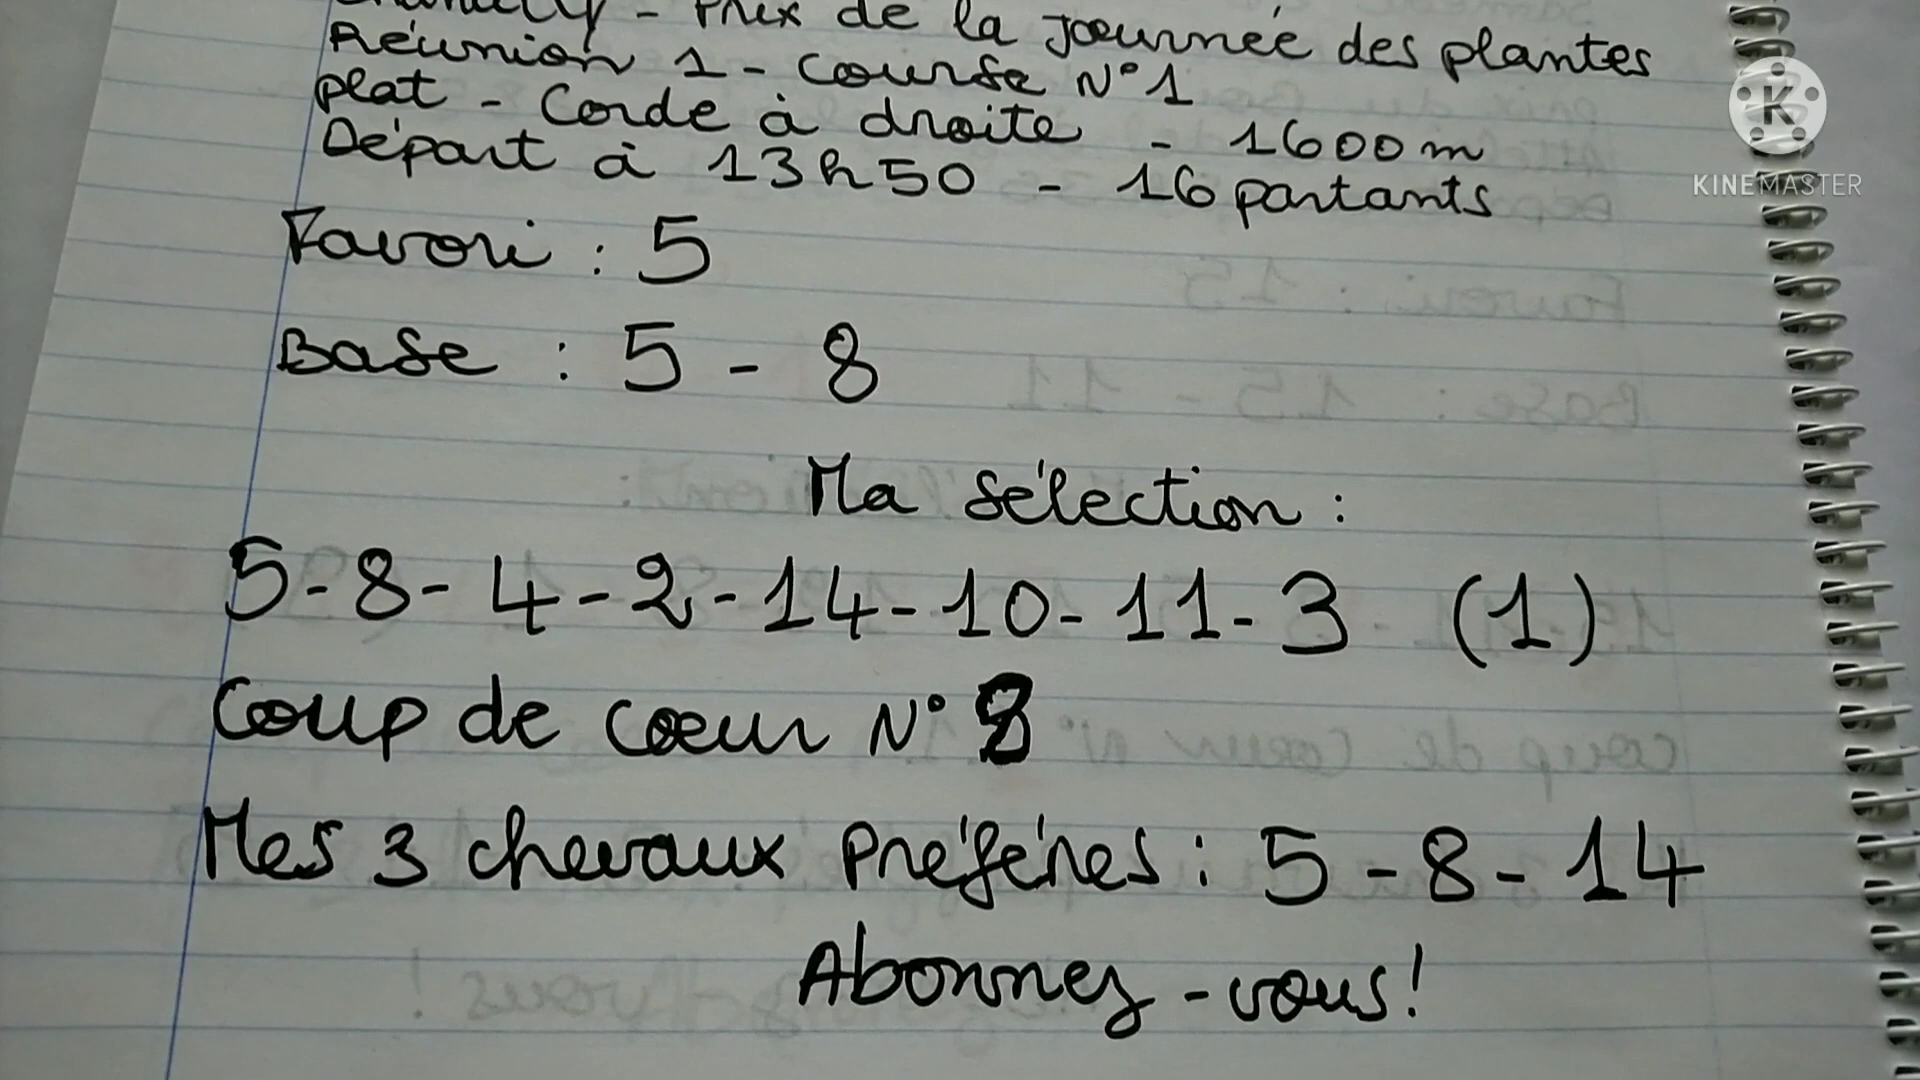 Chantilly - Prix de la Journée des plantes
Réunion 1 - Course N°1
plat - Corde à droite - 1600m
Départ à 13h50 - 16 partants
Favori : 5
Base : 5 - 8
Ma sélection :
5-8-4-2-14-10-11-3 (1)
Coup de cœur N°
Mes 3 chevaux préférés : 5-8-14
Abonnez-vous!
K
KINEMASTER